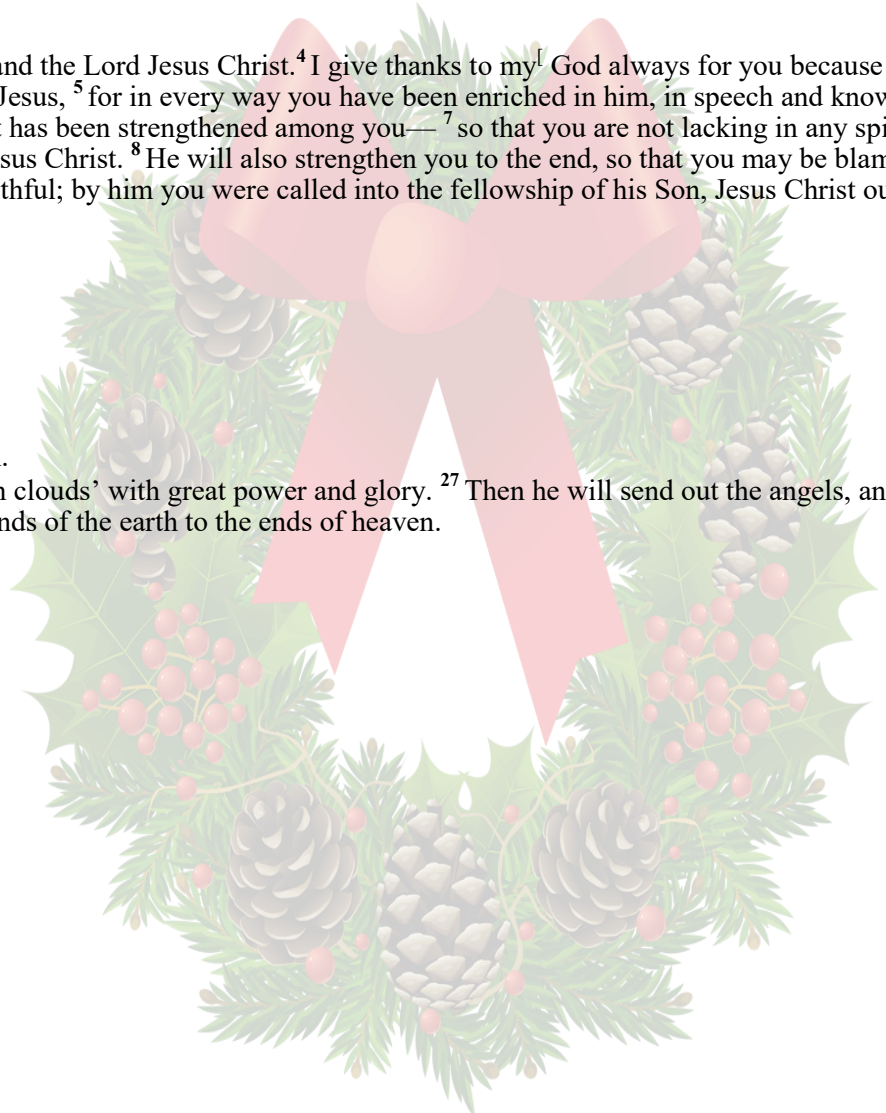 and the Lord Jesus Christ.4 I give thanks to my[ God always for you because
Jesus, 5 for in every way you have been enriched in him, in speech and know
t has been strengthened among you— 7 so that you are not lacking in any spi
sus Christ. 8 He will also strengthen you to the end, so that you may be blam
thful; by him you were called into the fellowship of his Son, Jesus Christ ou
.
n clouds’ with great power and glory. 27 Then he will send out the angels, an
nds of the earth to the ends of heaven.